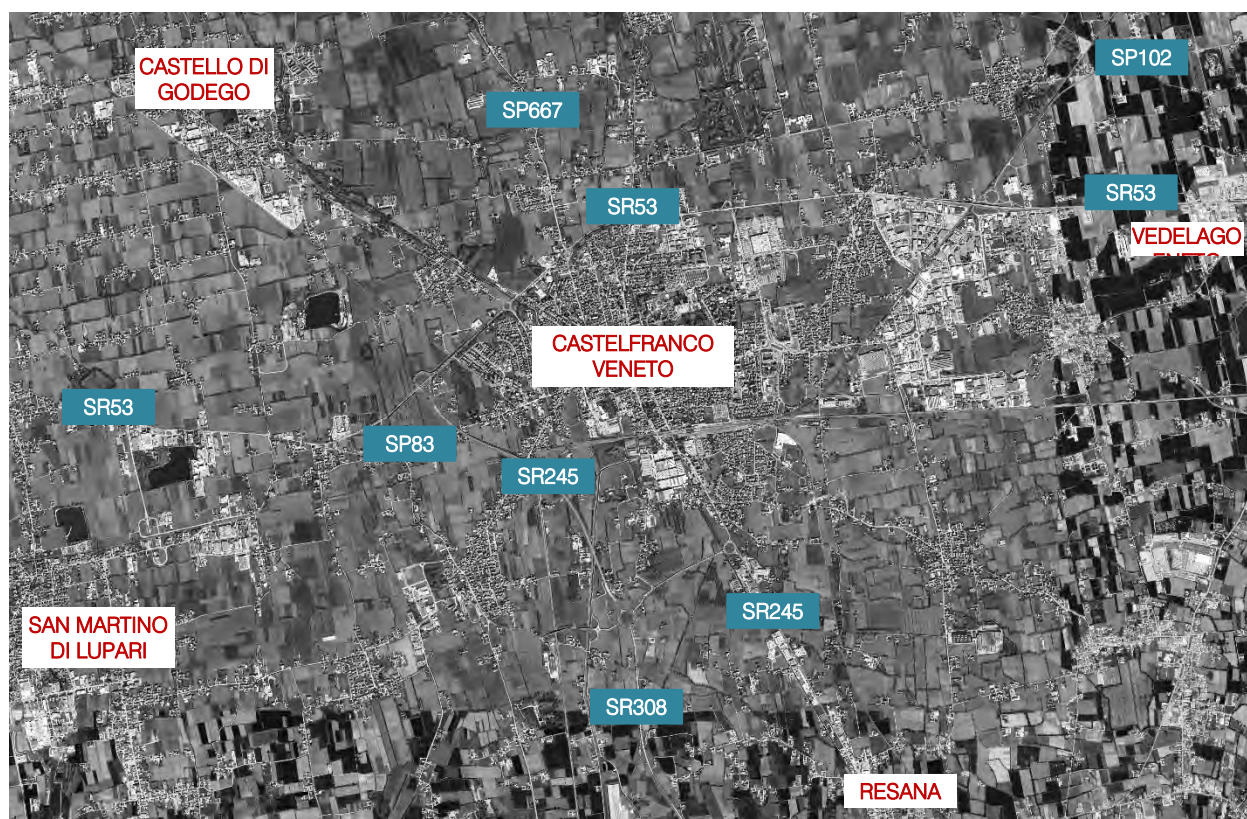 CASTELLO DI
GODEGO
SP102
SP667
SR53
SR53
VEDELAGO
CASTELFRANCO
VENETO
SR53
SP83
SR245
SAN MARTINO
DI LUPARI
SR245
SR308
RESANA